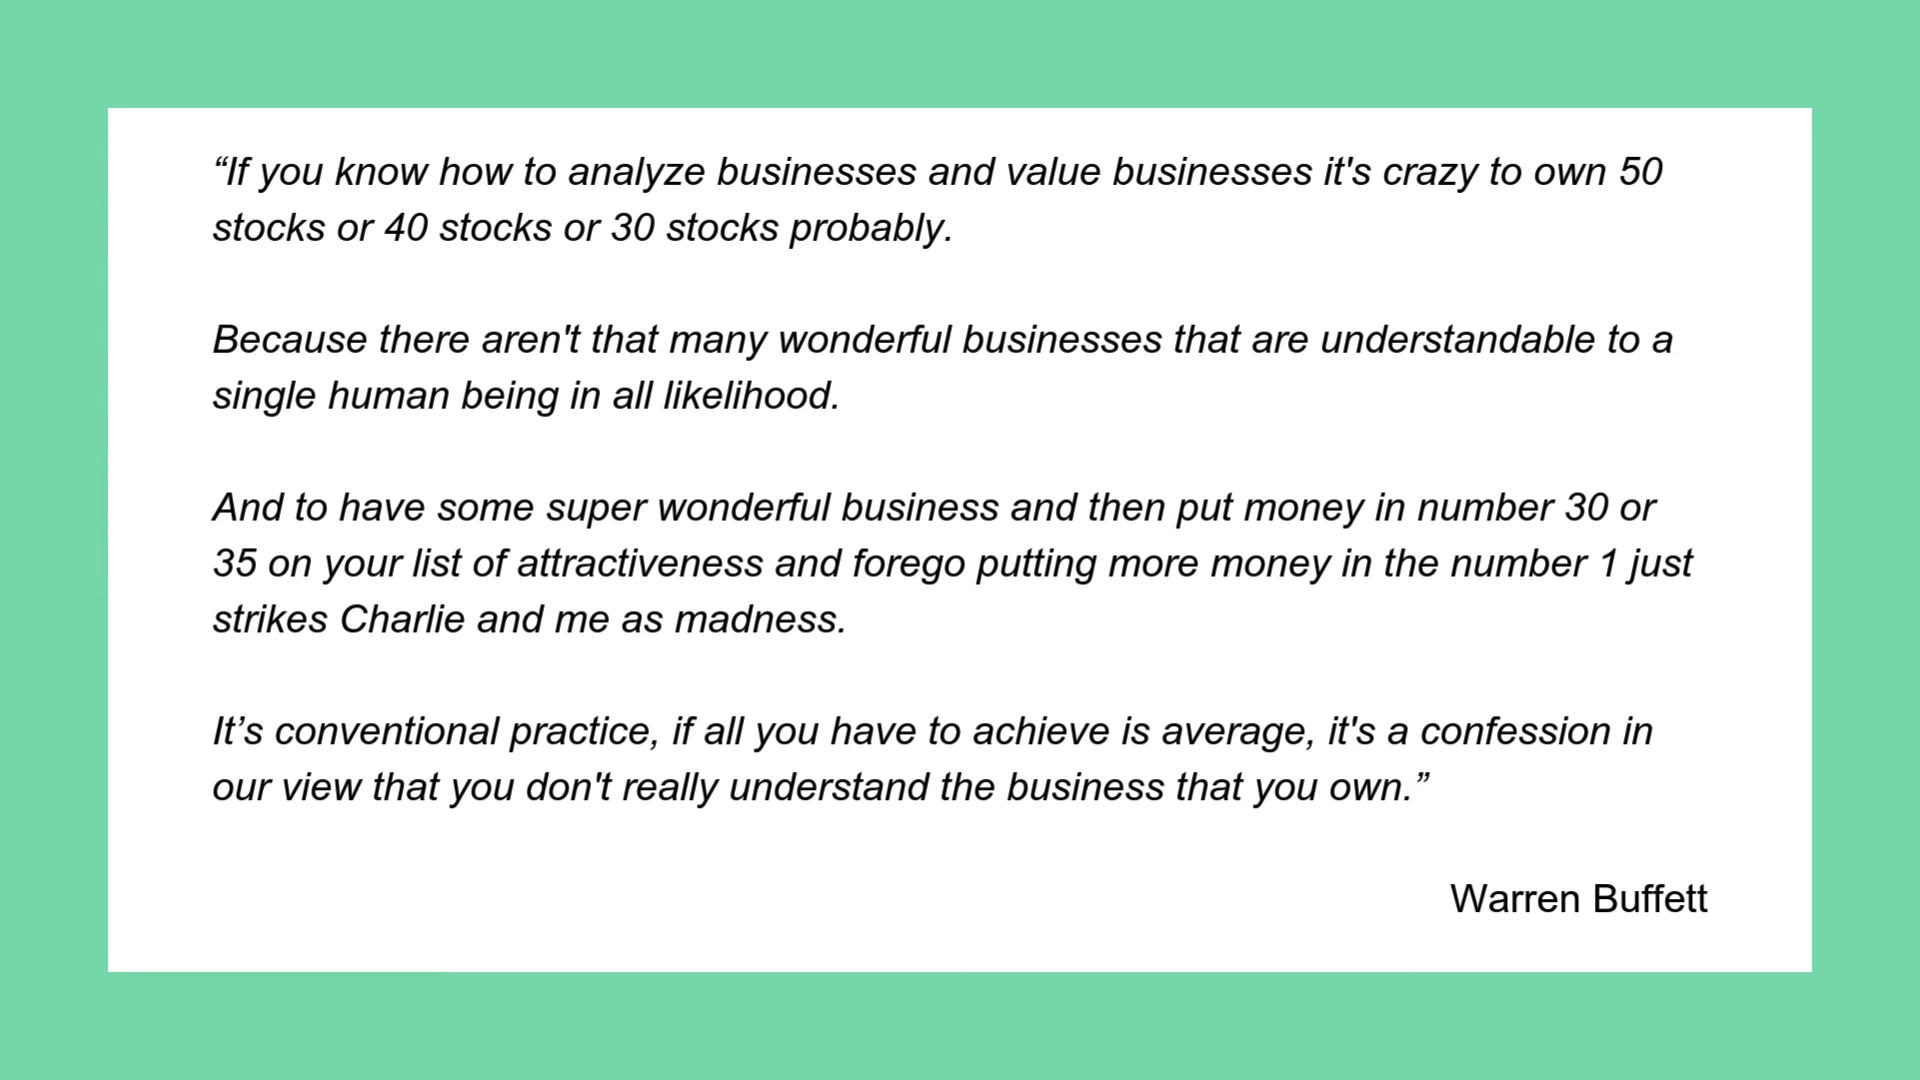 “If you know how to analyze businesses and value businesses it's crazy to own 50
stocks or 40 stocks or 30 stocks probably.
Because there aren't that many wonderful businesses that are understandable to a
single human being in all likelihood.
And to have some super wonderful business and then put money in number 30 or
35 on your list of attractiveness and forego putting more money in the number 1 just
strikes Charlie and me as madness.
It’s conventional practice, if all you have to achieve is average, it's a confession in
our view that you don't really understand the business that you own.”
Warren Buffett